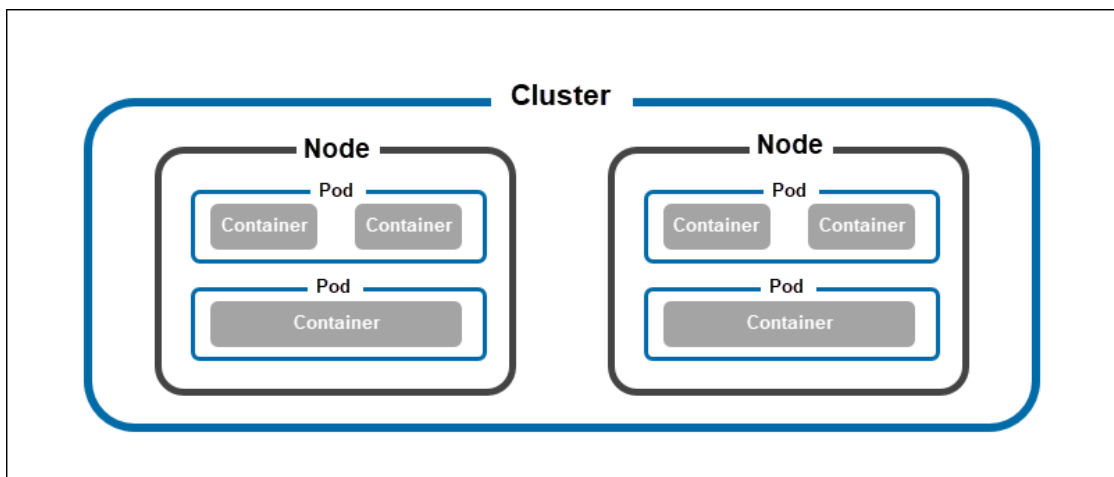 Cluster
Node
Pod
Container Container
Pod
Container
Node
Pod
Container Container
Pod
Container